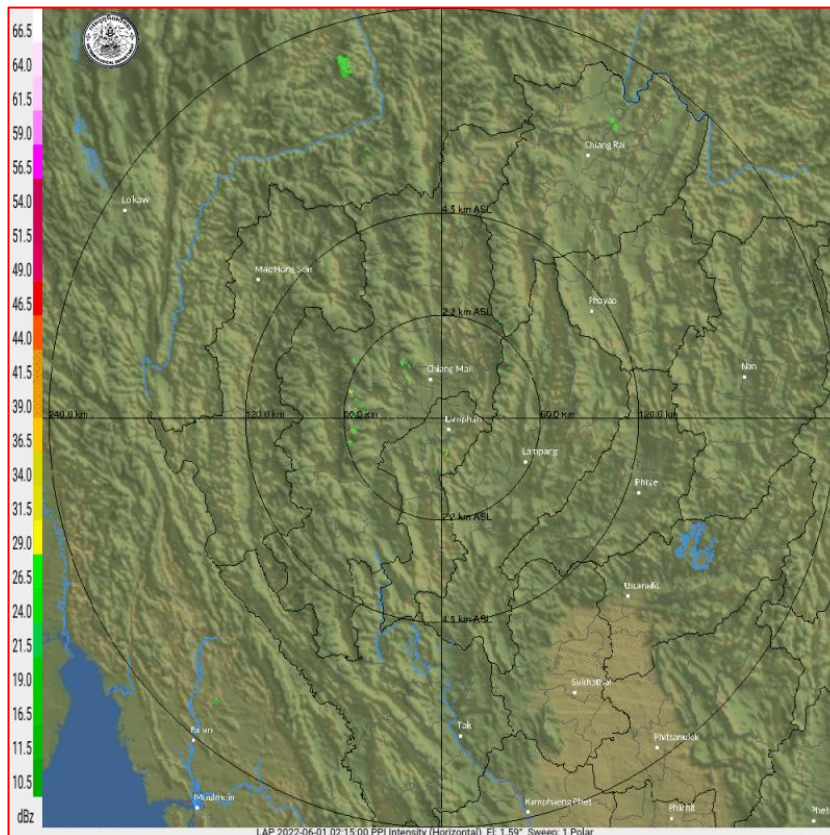 66.5
64.0
61.5
59.0
56.5
54.0
51.5
49.0
46.5
44.0
41.5
39.0
36.5
34.0
31.5
29.0
26.5
24.0
21.5
19.0
16.5
14.0
11.5
10.5
dBz
Chiang Rai
Loikaw
4.5 km ASL
Mae Hong Son
Phayao
2.2 km ASL
Chiang Mai
Nan
240.0 km
120.0 km
60.0 km
60.0 km
120.0 km
Lamphun
Lampang
Phrae
2.2 km ASL
Uttaradit
4.5 km ASL
Sukhothai
Tak
Phitsanulok
Moulmein
Kamphaeng Phet
Phichit
LAP 2022-06-01 02:15:00 PPI Intensity (Horizontal) El: 1.59° Sweep: 1 Polar